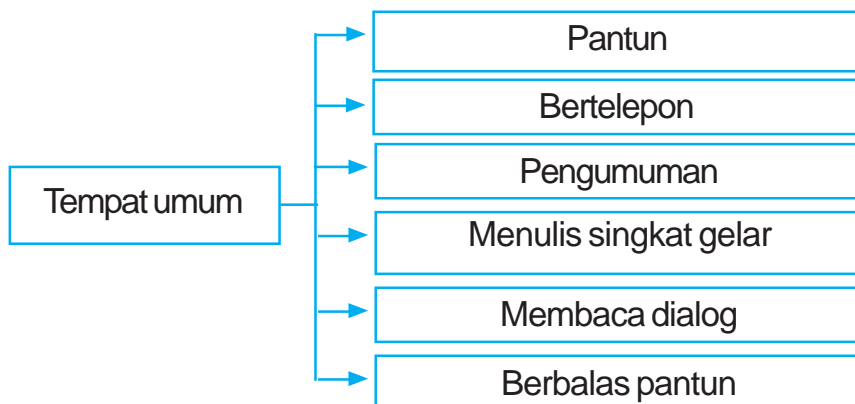 Tempat umum
Pantun
Bertelepon
Pengumuman
Menulis singkat gelar
Membaca dialog
Berbalas pantun